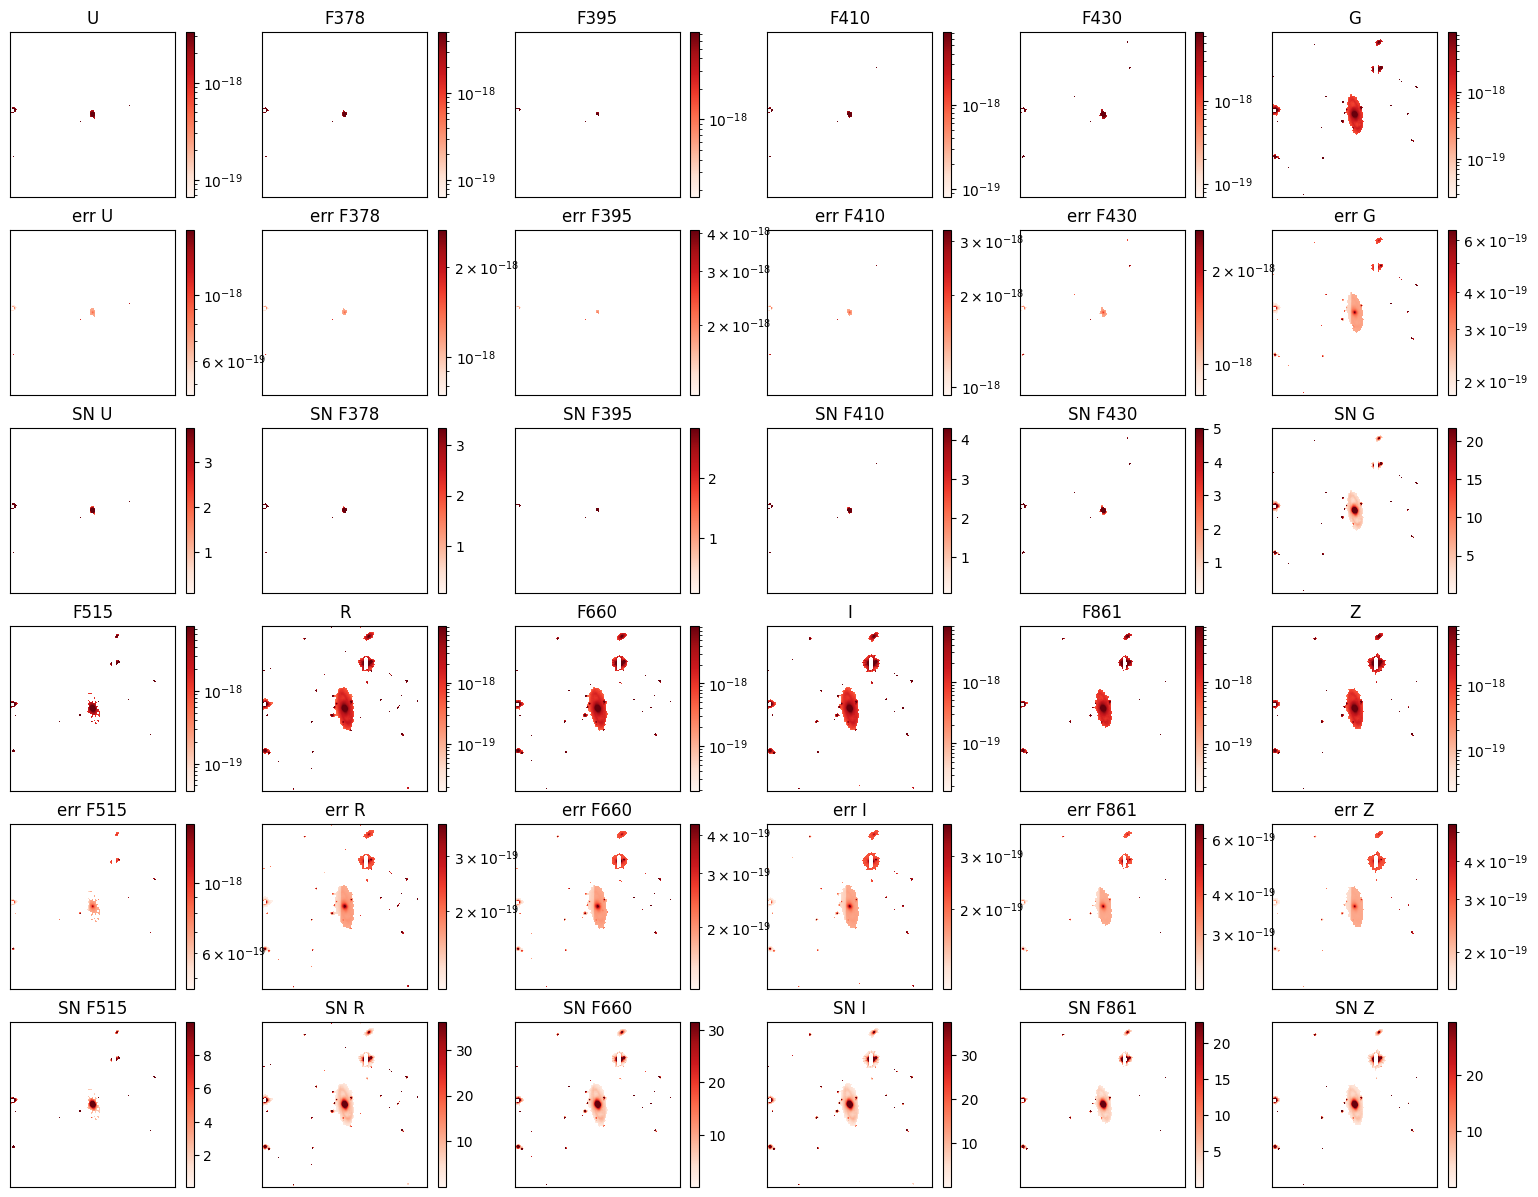 U F378 F395 F410 F430 G
10⁻¹⁸ 10⁻¹⁹ 10⁻¹⁸ 10⁻¹⁹ 10⁻¹⁸ 10⁻¹⁸ 10⁻¹⁹ 10⁻¹⁸ 10⁻¹⁹ 10⁻¹⁸ 10⁻¹⁹
err U err F378 err F395 err F410 err F430 err G
10⁻¹⁸ 6×10⁻¹⁹ 2×10⁻¹⁸ 10⁻¹⁸ 4×10⁻¹⁸ 3×10⁻¹⁸ 2×10⁻¹⁸ 3×10⁻¹⁸ 2×10⁻¹⁸ 10⁻¹⁸ 2×10⁻¹⁸ 10⁻¹⁸ 6×10⁻¹⁹ 4×10⁻¹⁹ 3×10⁻¹⁹ 2×10⁻¹⁹
SN U SN F378 SN F395 SN F410 SN F430 SN G
3 2 1 3 2 1 2 1 4 3 2 1 5 4 3 2 1 20 15 10 5
F515 R F660 I F861 Z
10⁻¹⁸ 10⁻¹⁹ 10⁻¹⁸ 10⁻¹⁹ 10⁻¹⁸ 10⁻¹⁹ 10⁻¹⁸ 10⁻¹⁹ 10⁻¹⁸ 10⁻¹⁹ 10⁻¹⁸ 10⁻¹⁹
err F515 err R err F660 err I err F861 err Z
10⁻¹⁸ 6×10⁻¹⁹ 3×10⁻¹⁹ 2×10⁻¹⁹ 4×10⁻¹⁹ 3×10⁻¹⁹ 2×10⁻¹⁹ 3×10⁻¹⁹ 2×10⁻¹⁹ 6×10⁻¹⁹ 4×10⁻¹⁹ 3×10⁻¹⁹ 4×10⁻¹⁹ 3×10⁻¹⁹ 2×10⁻¹⁹
SN F515 SN R SN F660 SN I SN F861 SN Z
8 6 4 2 30 20 10 30 25 20 15 10 30 20 10 20 15 10 5 20 10